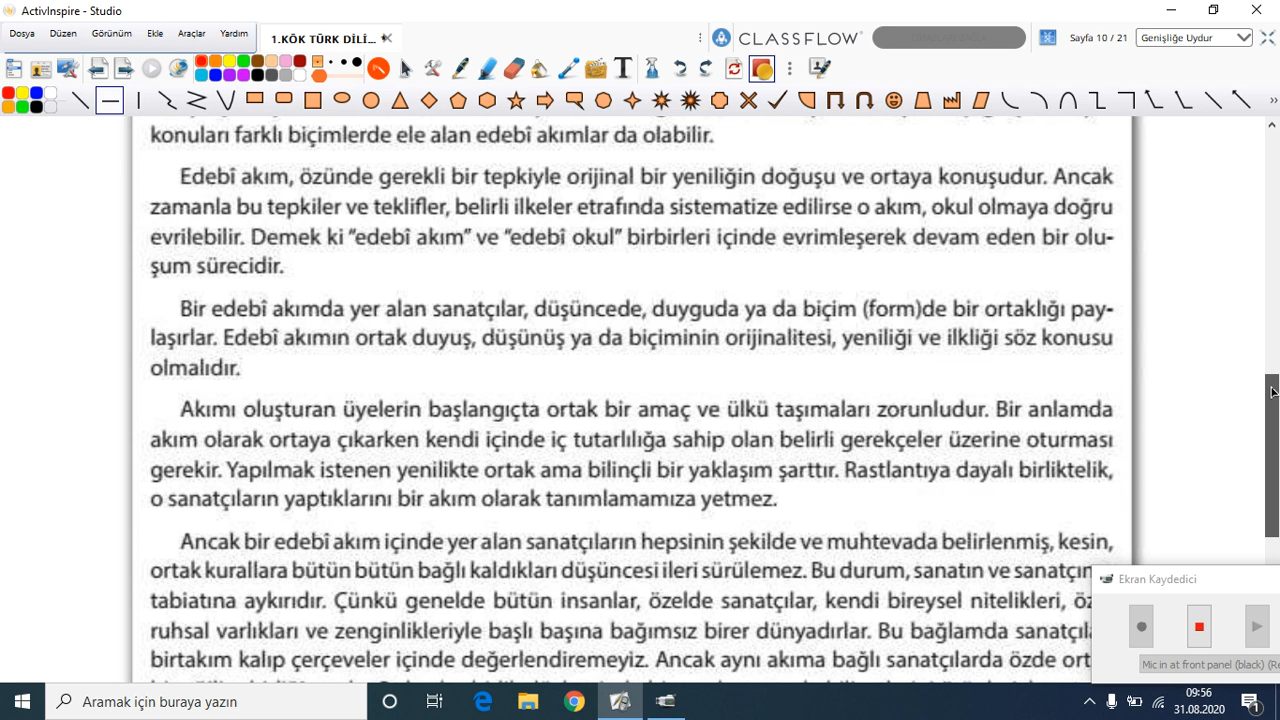 ActivInspire - Studio
Dosya Düzen Görünüm Ekle Araçlar Yardım
1.KÖK TÜRK DİLİ...
CLASSFLOW
Sayfa 10 / 21
Genişliğe Uydur
konuları farklı biçimlerde ele alan edebî akımlar da olabilir.
Edebî akım, özünde gerekli bir tepkiyle orijinal bir yeniliğin doğuşu ve ortaya konuşudur. Ancak
zamanla bu tepkiler ve teklifler, belirli ilkeler etrafında sistematize edilirse o akım, okul olmaya doğru
evrilebilir. Demek ki “edebî akım” ve “edebî okul” birbirleri içinde evrimleşerek devam eden bir olu-
şum sürecidir.
Bir edebî akımda yer alan sanatçılar, düşüncede, duyguda ya da biçim (form)de bir ortaklığı pay-
laşırlar. Edebî akımın ortak duyuş, düşünüş ya da biçiminin orijinalitesi, yeniliği ve ilkliği söz konusu
olmalıdır.
Akımı oluşturan üyelerin başlangıçta ortak bir amaç ve ülkü taşımaları zorunludur. Bir anlamda
akım olarak ortaya çıkarken kendi içinde iç tutarlılığa sahip olan belirli gerekçeler üzerine oturması
gerekir. Yapılmak istenen yenilikte ortak ama bilinçli bir yaklaşım şarttır. Rastlantıya dayalı birliktelik,
o sanatçıların yaptıklarını bir akım olarak tanımlamamıza yetmez.
Ancak bir edebî akım içinde yer alan sanatçıların hepsinin şekilde ve muhtevada belirlenmiş, kesin,
ortak kurallara bütün bütün bağlı kaldıkları düşüncesi ileri sürülemez. Bu durum, sanatın ve sanatçın
tabiatına aykırıdır. Çünkü genelde bütün insanlar, özelde sanatçılar, kendi bireysel nitelikleri, öz
ruhsal varlıkları ve zenginlikleriyle başlı başına bağımsız birer dünyadırlar. Bu bağlamda sanatçıla
birtakım kalıp çerçeveler içinde değerlendiremeyiz. Ancak aynı akıma bağlı sanatçılarda özde ort
Ekran Kaydedici
Mic in at front panel (black) (Re
Aramak için buraya yazın
09:56
31.08.2020